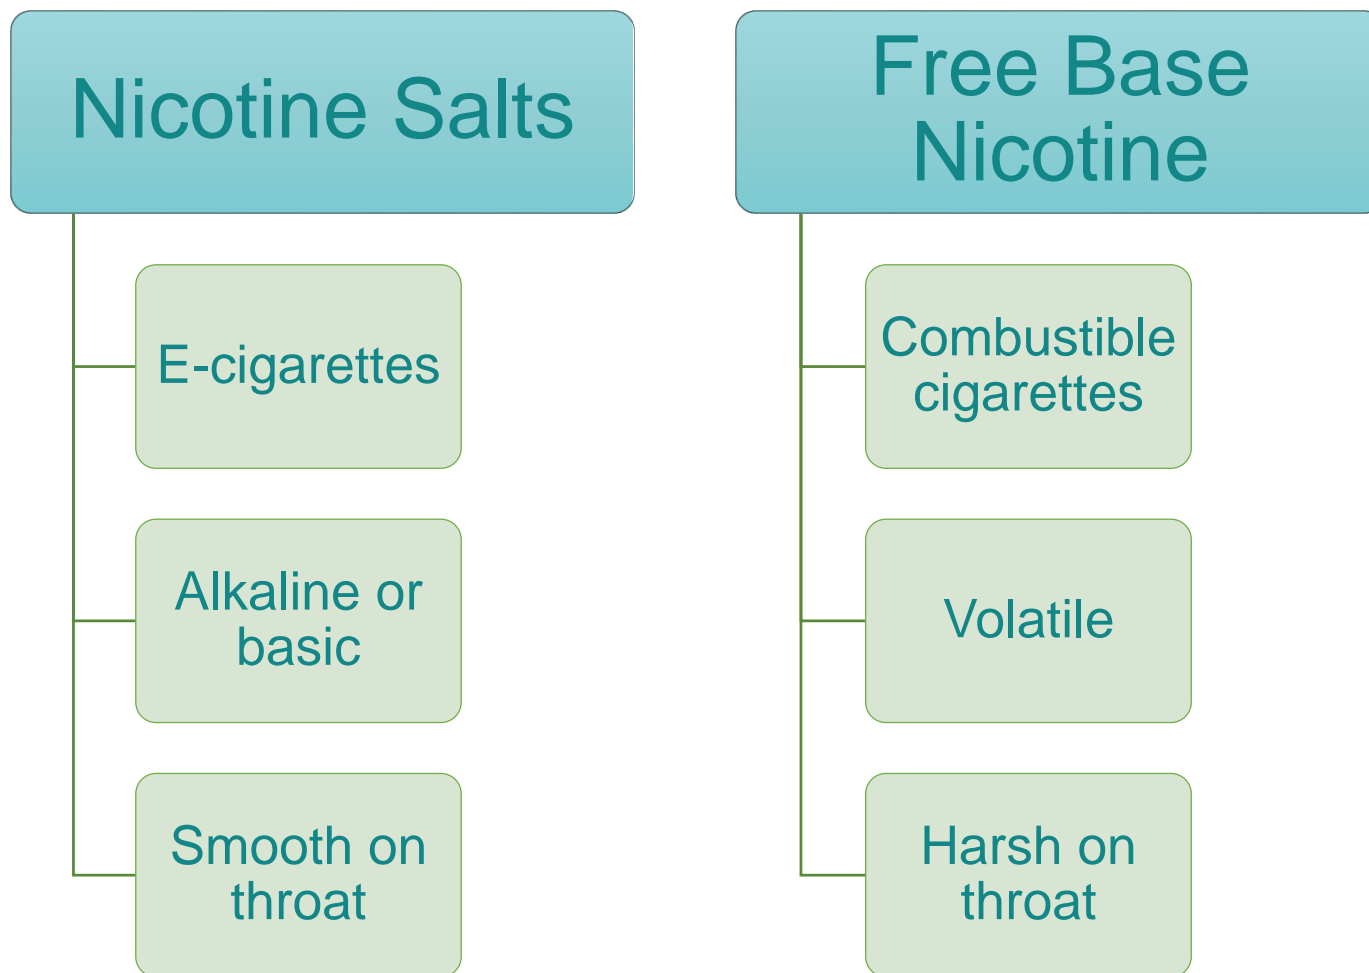 Nicotine Salts
E-cigarettes
Alkaline or
basic
Smooth on
throat
Free Base
Nicotine
Combustible
cigarettes
Volatile
Harsh on
throat